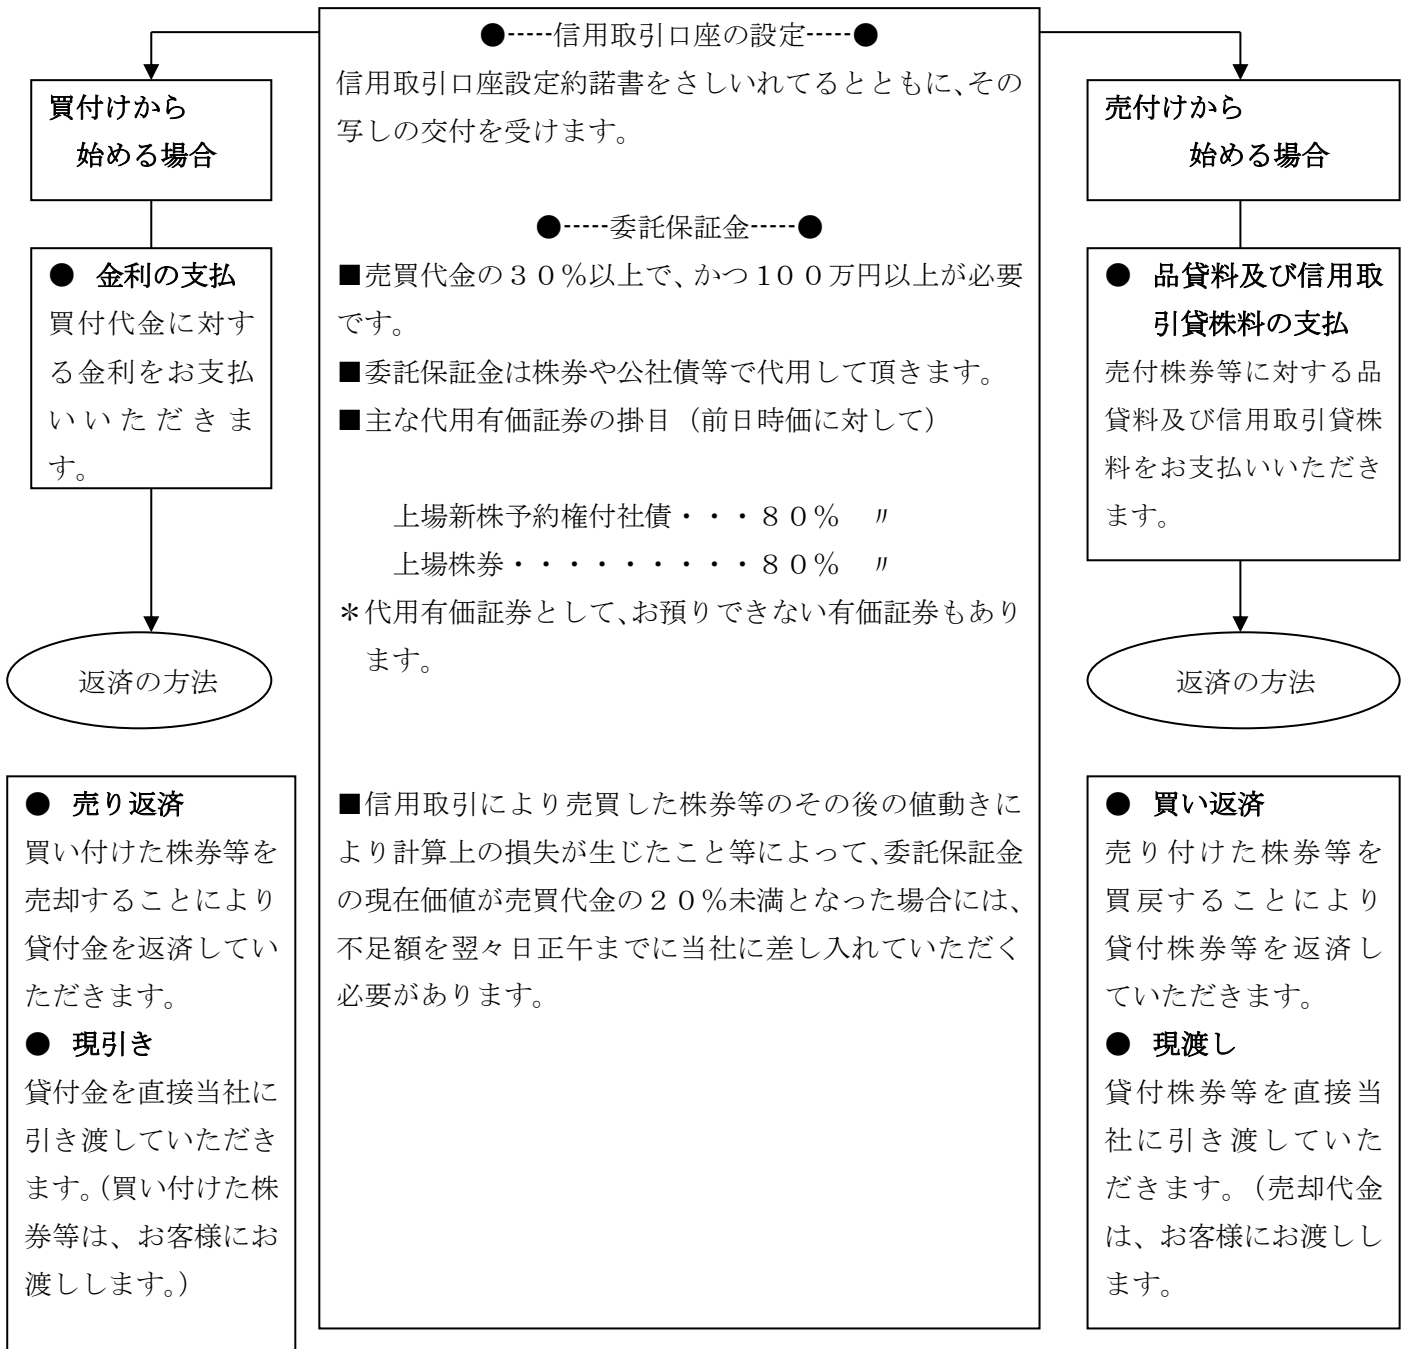 ●-----信用取引口座の設定-----●
信用取引口座設定約諾書をさしいれてるとともに、その
写しの交付を受けます。
●-----委託保証金-----●
■売買代金の３０％以上で、かつ１００万円以上が必要
です。
■委託保証金は株券や公社債等で代用して頂きます。
■主な代用有価証券の掛目（前日時価に対して）
上場新株予約権付社債・・・８０％　〃
上場株券・・・・・・・・・８０％　〃
＊代用有価証券として、お預りできない有価証券もあり
ます。
■信用取引により売買した株券等のその後の値動きに
より計算上の損失が生じたこと等によって、委託保証金
の現在価値が売買代金の２０％未満となった場合には、
不足額を翌々日正午までに当社に差し入れていただく
必要があります。
買付けから
始める場合
● 金利の支払
買付代金に対す
る金利をお支払
いいただきま
す。
返済の方法
● 売り返済
買い付けた株券等を
売却することにより
貸付金を返済してい
ただきます。
● 現引き
貸付金を直接当社に
引き渡していただき
ます。（買い付けた株
券等は、お客様にお
渡しします。）
売付けから
始める場合
● 品貸料及び信用取
引貸株料の支払
売付株券等に対する品
貸料及び信用取引貸株
料をお支払いいただき
ます。
返済の方法
● 買い返済
売り付けた株券等を
買戻することにより
貸付株券等を返済し
ていただきます。
● 現渡し
貸付株券等を直接当
社に引き渡していた
だきます。（売却代金
は、お客様にお渡しし
ます。